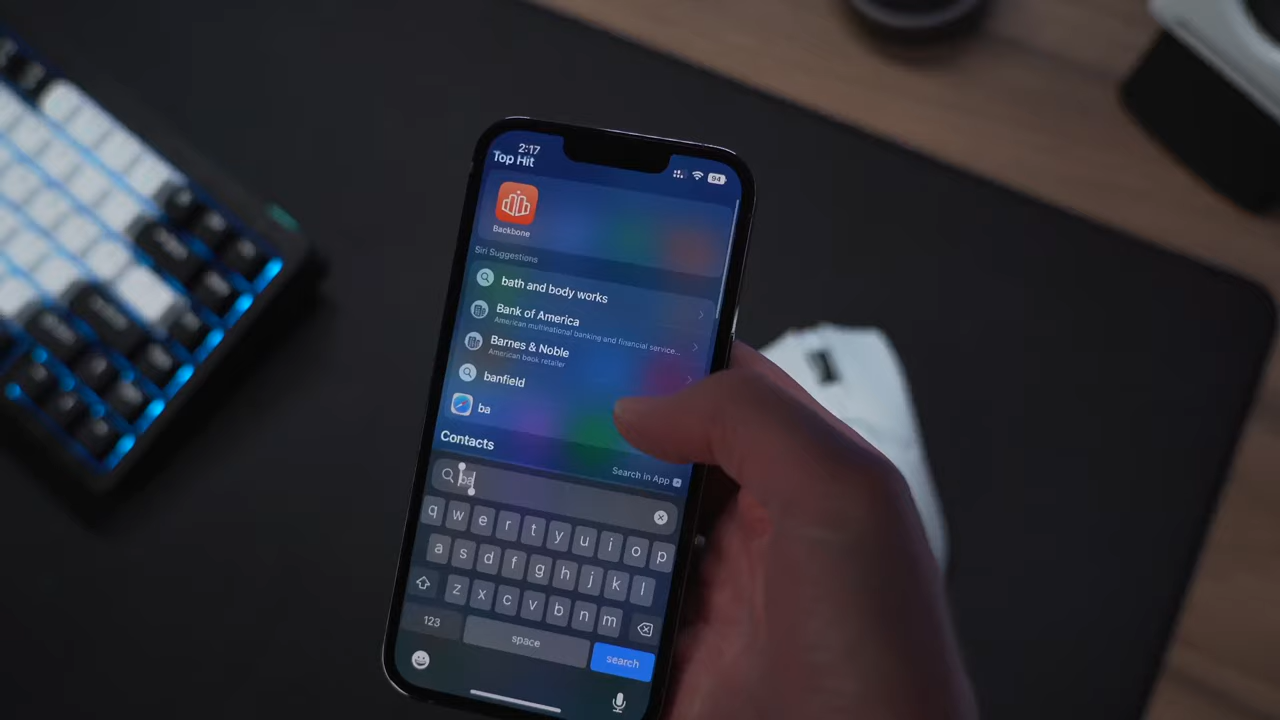 2:17
94
Top Hit
Backbone
Siri Suggestions
bath and body works
Bank of America
American multinational banking and financial service...
Barnes & Noble
American book retailer
banfield
ba
Contacts
Search in App
ba
q w e r t y u i o p
a s d f g h j k l
z x c v b n m
123 space search